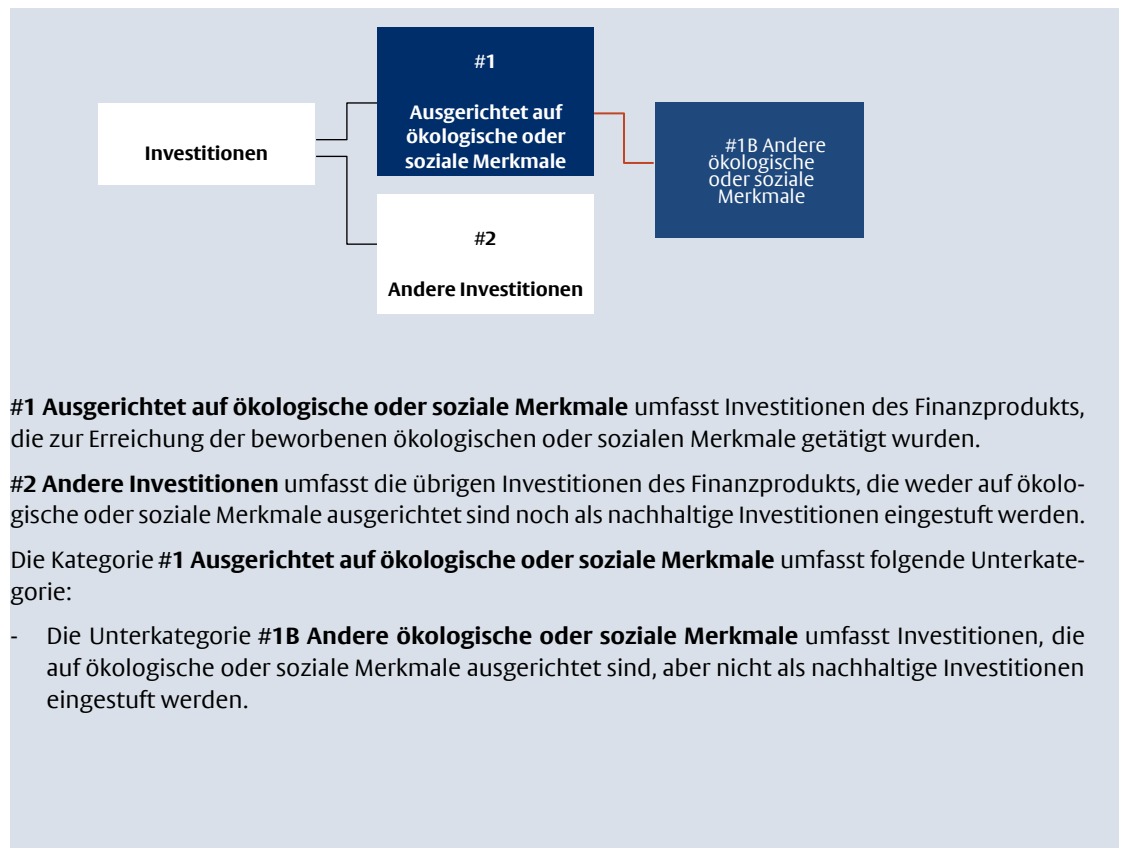 #1
Ausgerichtet auf
ökologische oder
soziale Merkmale
Investitionen
#1B Andere
ökologische
oder soziale
Merkmale
#2
Andere Investitionen
#1 Ausgerichtet auf ökologische oder soziale Merkmale umfasst Investitionen des Finanzprodukts,
die zur Erreichung der beworbenen ökologischen oder sozialen Merkmale getätigt wurden.
#2 Andere Investitionen umfasst die übrigen Investitionen des Finanzprodukts, die weder auf ökolo-
gische oder soziale Merkmale ausgerichtet sind noch als nachhaltige Investitionen eingestuft werden.
Die Kategorie #1 Ausgerichtet auf ökologische oder soziale Merkmale umfasst folgende Unterkate-
gorie:
- Die Unterkategorie #1B Andere ökologische oder soziale Merkmale umfasst Investitionen, die
auf ökologische oder soziale Merkmale ausgerichtet sind, aber nicht als nachhaltige Investitionen
eingestuft werden.